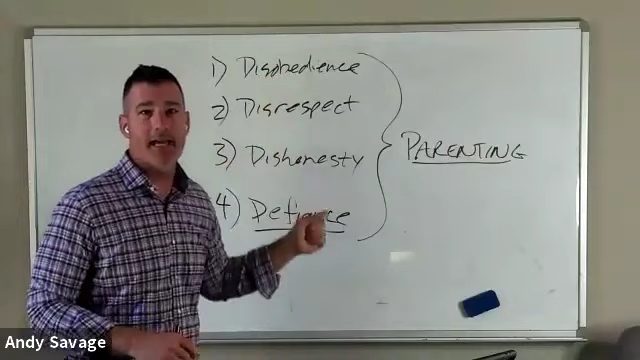 1) Disobedience
2) Disrespect
3) Dishonesty
4) Defiance
PARENTING
Andy Savage